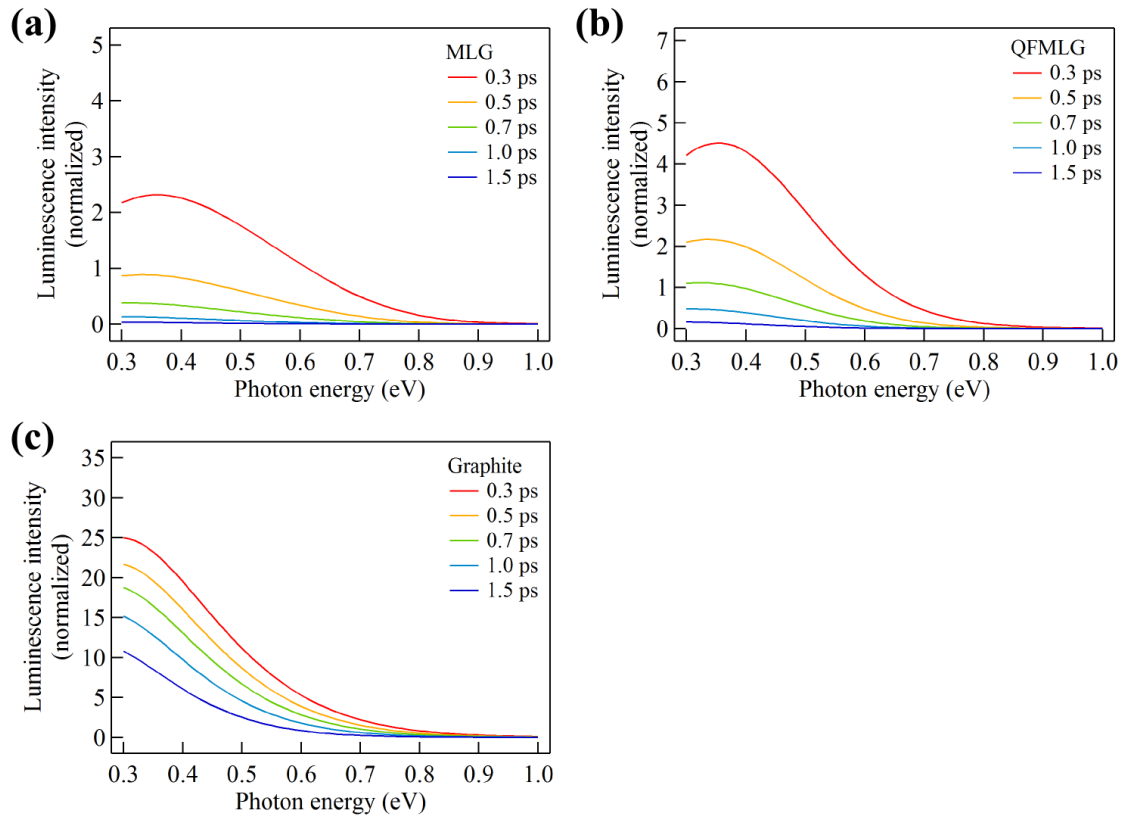 (a)
Luminescence intensity
(normalized)
5
4
3
2
1
0
MLG
0.3 ps
0.5 ps
0.7 ps
1.0 ps
1.5 ps
0.3 0.4 0.5 0.6 0.7 0.8 0.9 1.0
Photon energy (eV)
(b)
Luminescence intensity
(normalized)
7
6
5
4
3
2
1
0
QFMLG
0.3 ps
0.5 ps
0.7 ps
1.0 ps
1.5 ps
0.3 0.4 0.5 0.6 0.7 0.8 0.9 1.0
Photon energy (eV)
(c)
Luminescence intensity
(normalized)
35
30
25
20
15
10
5
0
Graphite
0.3 ps
0.5 ps
0.7 ps
1.0 ps
1.5 ps
0.3 0.4 0.5 0.6 0.7 0.8 0.9 1.0
Photon energy (eV)